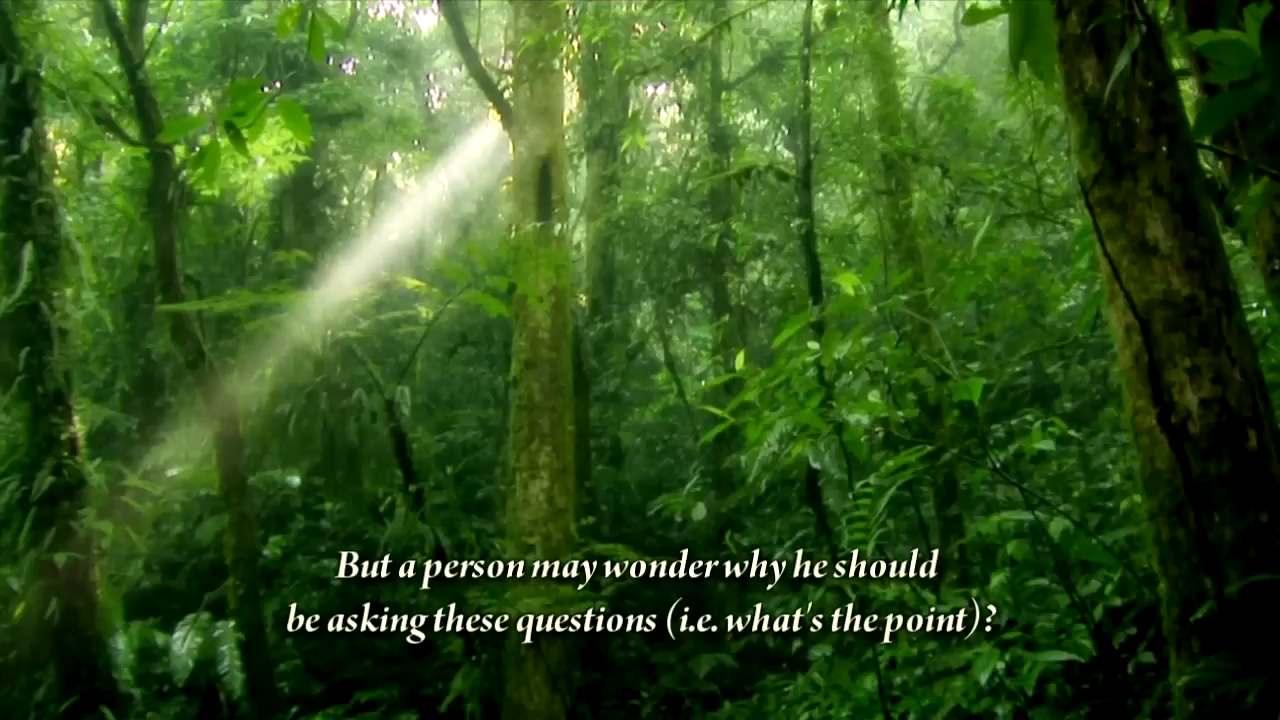 But a person may wonder why he should
be asking these questions (i.e. what's the point)?